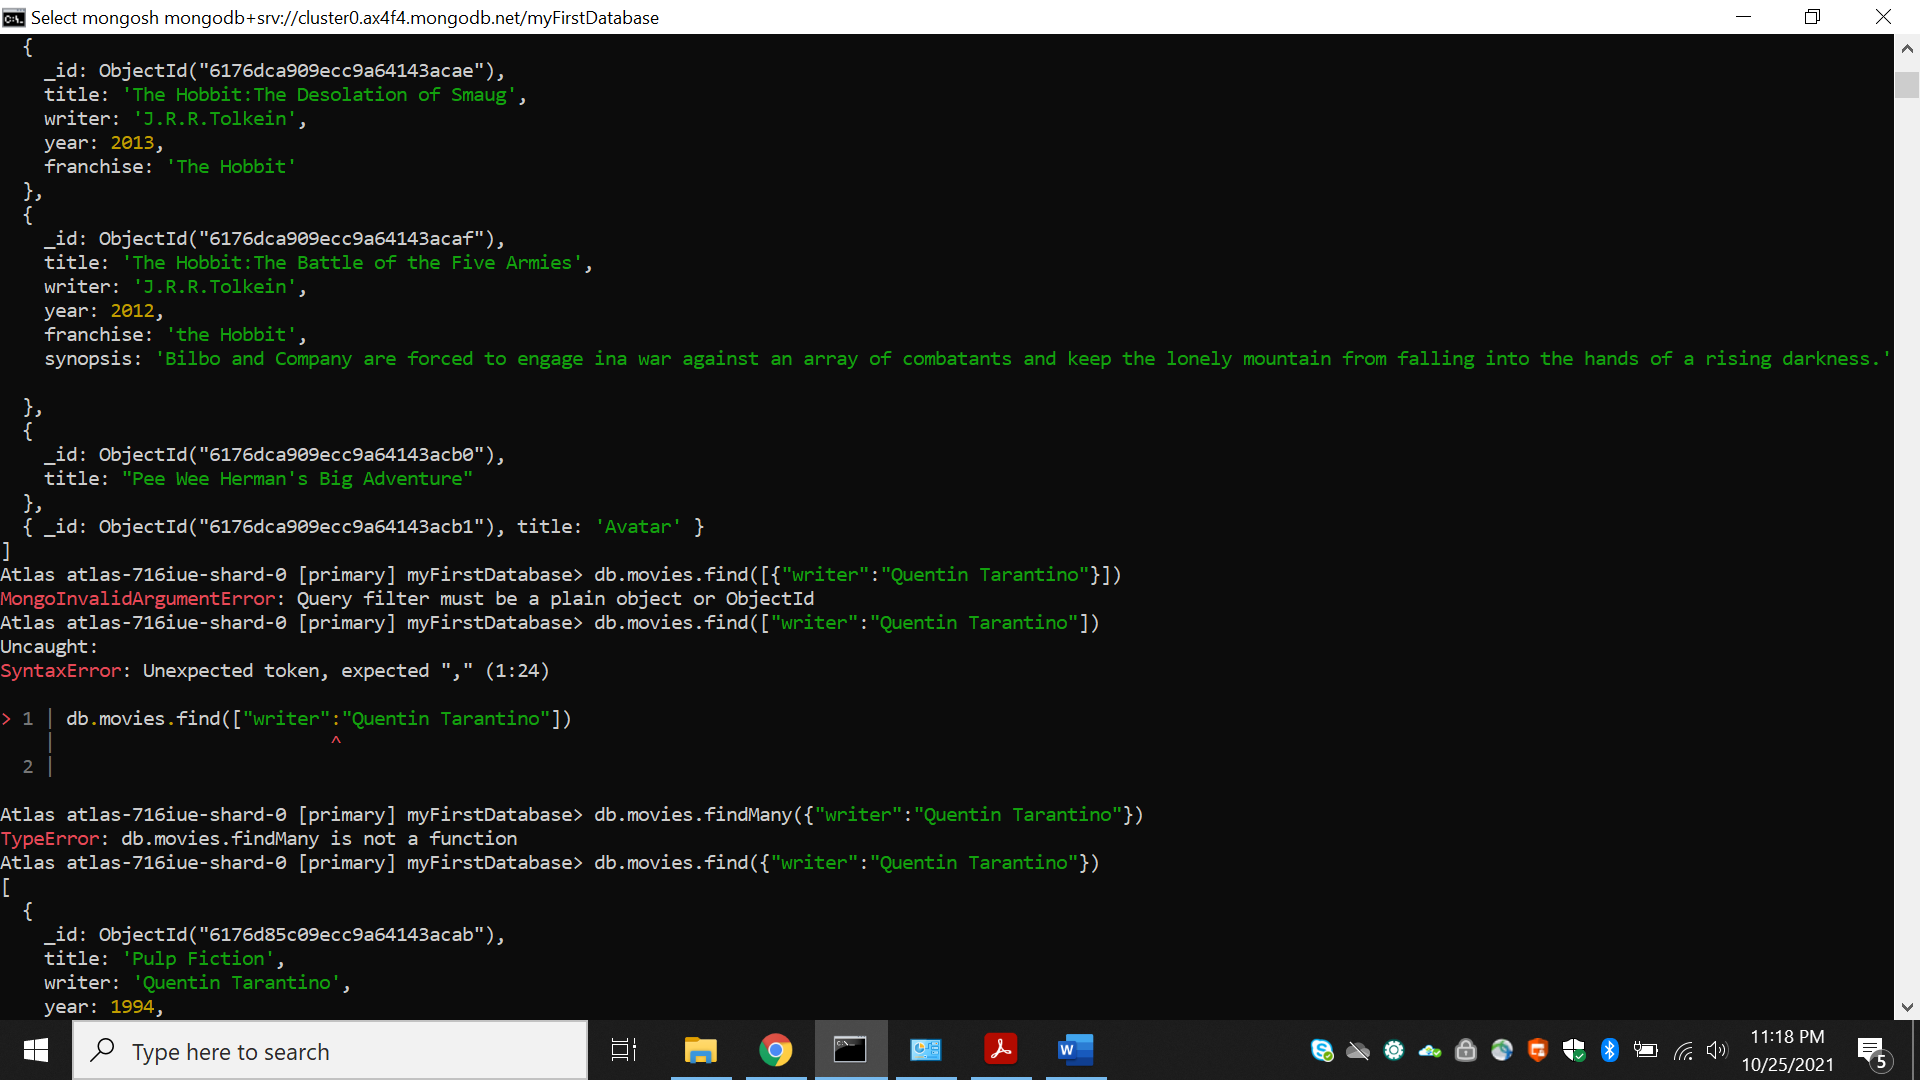 Select mongosh mongodb+srv://cluster0.ax4f4.mongodb.net/myFirstDatabase
{
_id: ObjectId("6176dca909ecc9a64143acae"),
title: 'The Hobbit:The Desolation of Smaug',
writer: 'J.R.R.Tolkein',
year: 2013,
franchise: 'The Hobbit'
},
{
_id: ObjectId("6176dca909ecc9a64143acaf"),
title: 'The Hobbit:The Battle of the Five Armies',
writer: 'J.R.R.Tolkein',
year: 2012,
franchise: 'the Hobbit',
synopsis: 'Bilbo and Company are forced to engage ina war against an array of combatants and keep the lonely mountain from falling into the hands of a rising darkness.'
},
{
_id: ObjectId("6176dca909ecc9a64143acb0"),
title: "Pee Wee Herman's Big Adventure"
},
{ _id: ObjectId("6176dca909ecc9a64143acb1"), title: 'Avatar' }
]
Atlas atlas-716iue-shard-0 [primary] myFirstDatabase> db.movies.find([{"writer":"Quentin Tarantino"}])
MongoInvalidArgumentError: Query filter must be a plain object or ObjectId
Atlas atlas-716iue-shard-0 [primary] myFirstDatabase> db.movies.find(["writer":"Quentin Tarantino"])
Uncaught:
SyntaxError: Unexpected token, expected "," (1:24)
> 1 | db.movies.find(["writer":"Quentin Tarantino"])
| ^
2 |
Atlas atlas-716iue-shard-0 [primary] myFirstDatabase> db.movies.findMany({"writer":"Quentin Tarantino"})
TypeError: db.movies.findMany is not a function
Atlas atlas-716iue-shard-0 [primary] myFirstDatabase> db.movies.find({"writer":"Quentin Tarantino"})
[
{
_id: ObjectId("6176d85c09ecc9a64143acab"),
title: 'Pulp Fiction',
writer: 'Quentin Tarantino',
year: 1994,
Type here to search
11:18 PM
10/25/2021
5